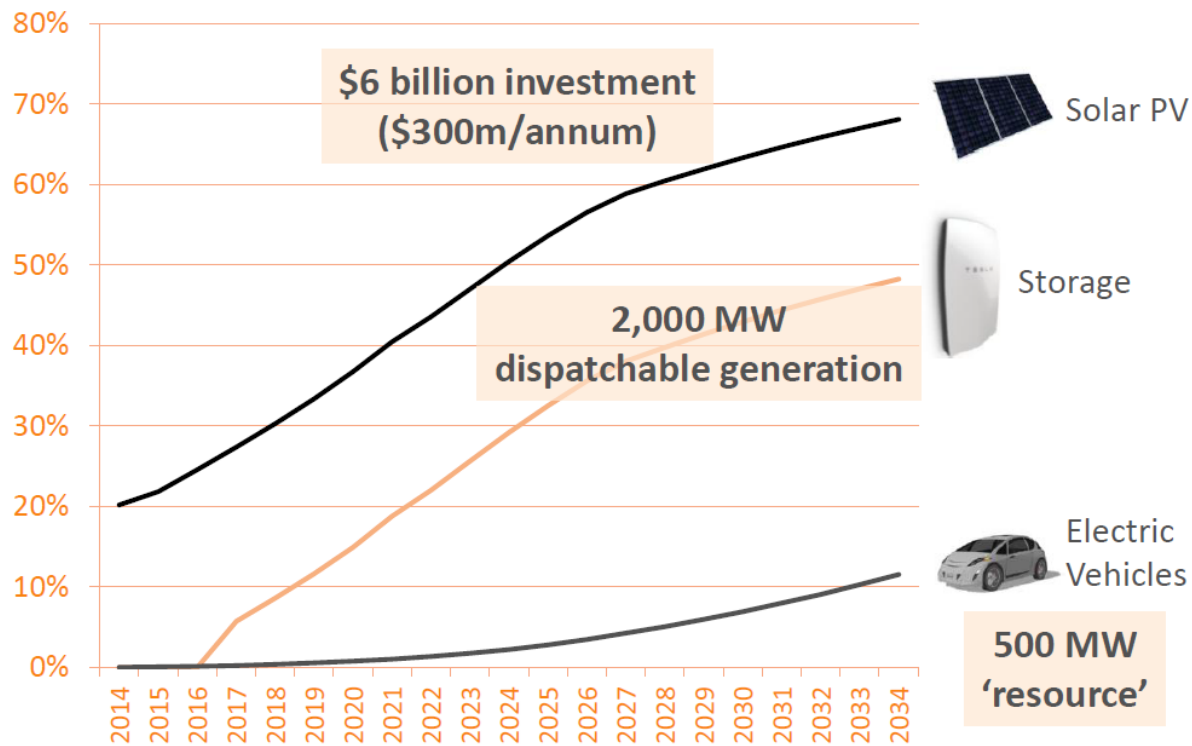 80%
70%
60%
50%
40%
30%
20%
10%
0%
$6 billion investment
($300m/annum)
2,000 MW
dispatchable generation
Solar PV
TESLA
Storage
Electric
Vehicles
500 MW
‘resource’
2014
2015
2016
2017
2018
2019
2020
2021
2022
2023
2024
2025
2026
2027
2028
2029
2030
2031
2032
2033
2034